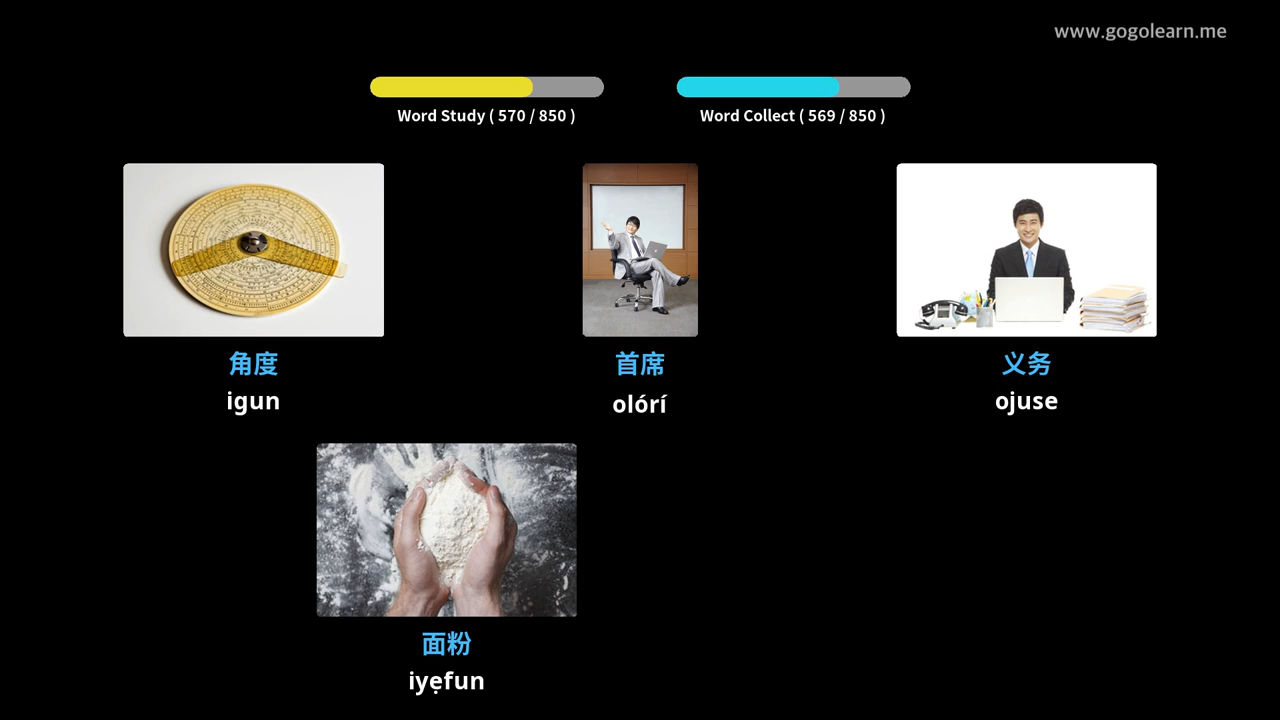 www.gogolearn.me
Word Study ( 570 / 850 )
Word Collect ( 569 / 850 )
角度
igun
首席
olórí
义务
ojuse
面粉
iyẹfun